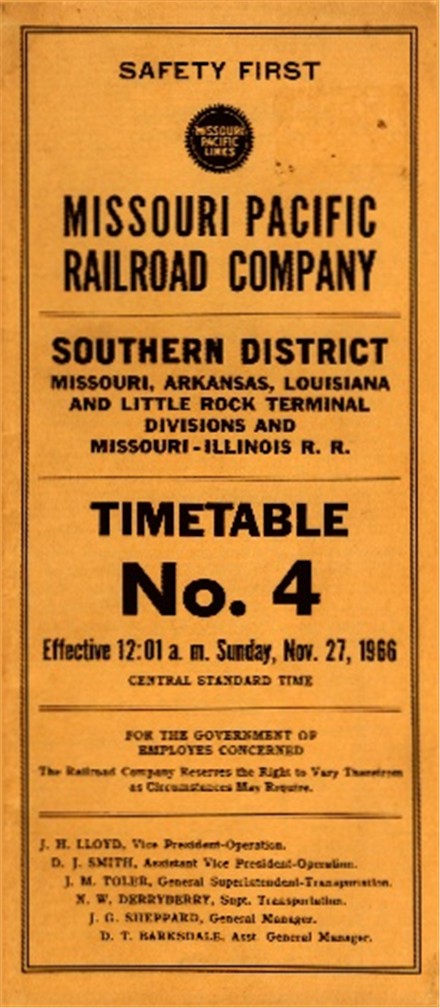 SAFETY FIRST
MISSOURI
PACIFIC
LINES
MISSOURI PACIFIC
RAILROAD COMPANY
SOUTHERN DISTRICT
MISSOURI, ARKANSAS, LOUISIANA
AND LITTLE ROCK TERMINAL
DIVISIONS AND
MISSOURI-ILLINOIS R. R.
TIMETABLE
No. 4
Effective 12:01 a. m. Sunday, Nov. 27, 1966
CENTRAL STANDARD TIME
FOR THE GOVERNMENT OF
EMPLOYES CONCERNED
The Railroad Company Reserves the Right to Vary Therefrom
as Circumstances May Require.
J. H. LLOYD, Vice President-Operation.
D. J. SMITH, Assistant Vice President-Operation.
J. M. TOLER, General Superintendent-Transportation.
N. W. DERRYBERRY, Supt. Transportation.
J. G. SHEPPARD, General Manager.
D. T. BARKSDALE, Asst. General Manager.